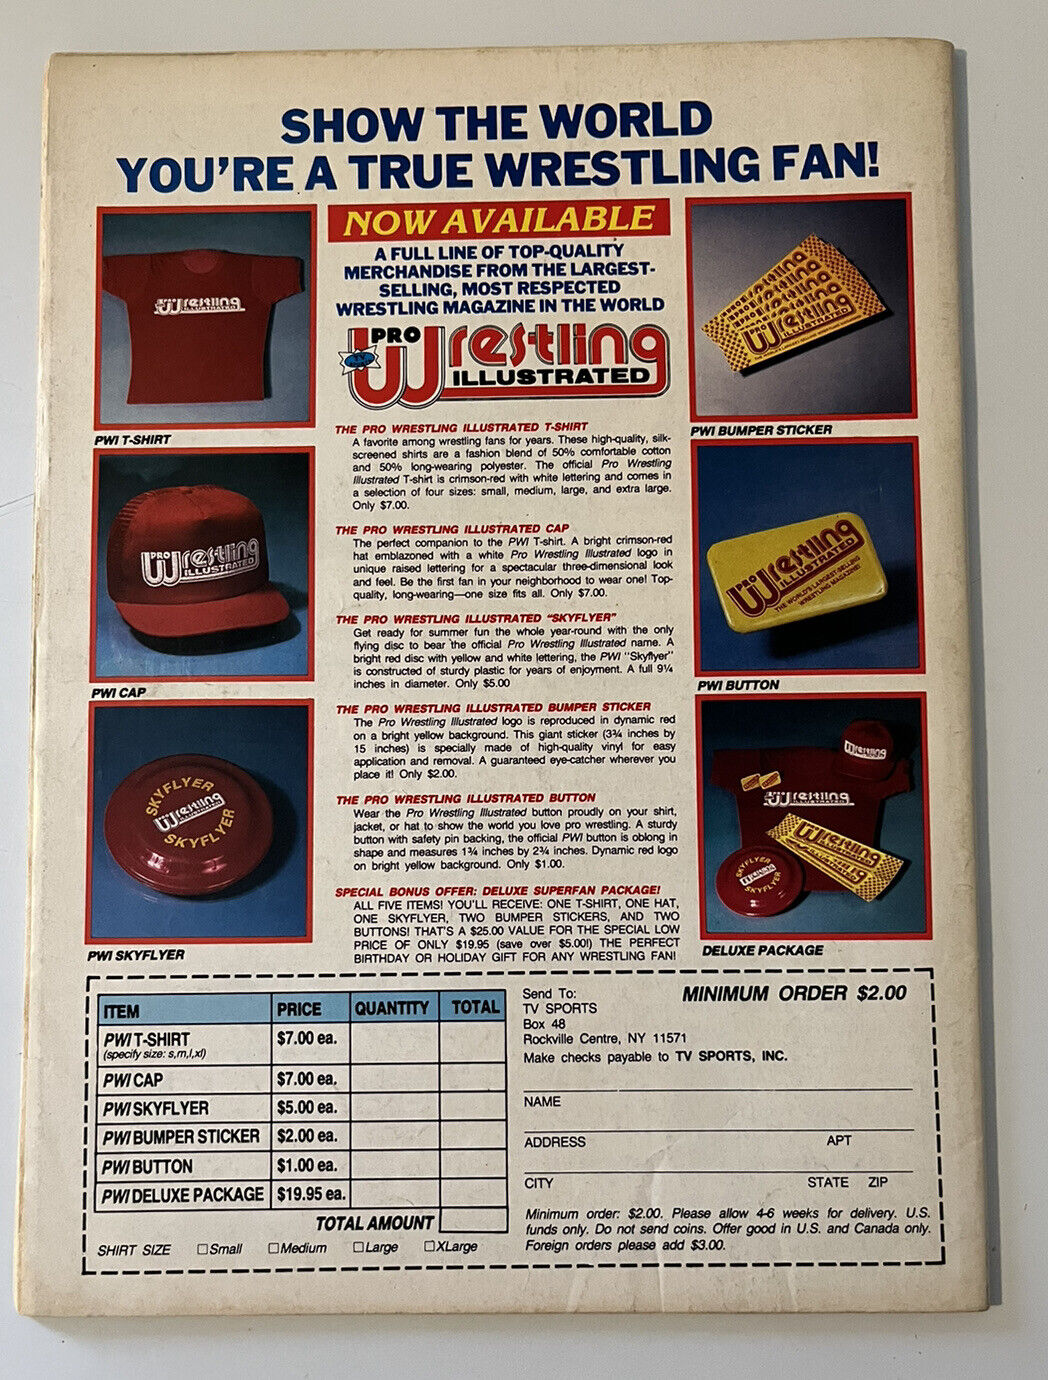 SHOW THE WORLD
YOU'RE A TRUE WRESTLING FAN!
NOW AVAILABLE
A FULL LINE OF TOP-QUALITY
MERCHANDISE FROM THE LARGEST-
SELLING, MOST RESPECTED
WRESTLING MAGAZINE IN THE WORLD
PRO
Wrestling
ILLUSTRATED
TV
Wrestling
ILLUSTRATED
PWI T-SHIRT
PRO
Wrestling
ILLUSTRATED
PWI CAP
SKYFLYER
Wrestling
SKYFLYER
PWI SKYFLYER
THE PRO WRESTLING ILLUSTRATED T-SHIRT
A favorite among wrestling fans for years. These high-quality, silk-
screened shirts are a fashion blend of 50% comfortable cotton
and 50% long-wearing polyester. The official Pro Wrestling
Illustrated T-shirt is crimson-red with white lettering and comes in
a selection of four sizes: small, medium, large, and extra large.
Only $7.00.
THE PRO WRESTLING ILLUSTRATED CAP
The perfect companion to the PWI T-shirt. A bright crimson-red
hat emblazoned with a white Pro Wrestling Illustrated logo in
unique raised lettering for a spectacular three-dimensional look
and feel. Be the first fan in your neighborhood to wear one! Top-
quality, long-wearing—one size fits all. Only $7.00.
THE PRO WRESTLING ILLUSTRATED "SKYFLYER"
Get ready for summer fun the whole year-round with the only
flying disc to bear the official Pro Wrestling Illustrated name. A
bright red disc with yellow and white lettering, the PWI "Skyflyer"
is constructed of sturdy plastic for years of enjoyment. A full 9¼
inches in diameter. Only $5.00
THE PRO WRESTLING ILLUSTRATED BUMPER STICKER
The Pro Wrestling Illustrated logo is reproduced in dynamic red
on a bright yellow background. This giant sticker (3¾ inches by
15 inches) is specially made of high-quality vinyl for easy
application and removal. A guaranteed eye-catcher wherever you
place it! Only $2.00.
THE PRO WRESTLING ILLUSTRATED BUTTON
Wear the Pro Wrestling Illustrated button proudly on your shirt,
jacket, or hat to show the world you love pro wrestling. A sturdy
button with safety pin backing, the official PWI button is oblong in
shape and measures 1¾ inches by 2¾ inches. Dynamic red logo
on bright yellow background. Only $1.00.
SPECIAL BONUS OFFER: DELUXE SUPERFAN PACKAGE!
ALL FIVE ITEMS! YOU'LL RECEIVE: ONE T-SHIRT, ONE HAT,
ONE SKYFLYER, TWO BUMPER STICKERS, AND TWO
BUTTONS! THAT'S A $25.00 VALUE FOR THE SPECIAL LOW
PRICE OF ONLY $19.95 (save over $5.00!) THE PERFECT
BIRTHDAY OR HOLIDAY GIFT FOR ANY WRESTLING FAN!
PRO
Wrestling
ILLUSTRATED
PWI BUMPER STICKER
PRO
Wrestling
ILLUSTRATED
THE WORLD'S LARGEST-SELLING
WRESTLING MAGAZINE!
PWI BUTTON
Wrestling
Wrestling
ILLUSTRATED
Wrestling
SKYFLYER
Wrestling
SKYFLYER
DELUXE PACKAGE
ITEM PRICE QUANTITY TOTAL
PWI T-SHIRT $7.00 ea.
(specify size: s,m,l,xl)
PWI CAP $7.00 ea.
PWI SKYFLYER $5.00 ea.
PWI BUMPER STICKER $2.00 ea.
PWI BUTTON $1.00 ea.
PWI DELUXE PACKAGE $19.95 ea.
TOTAL AMOUNT
SHIRT SIZE Small Medium Large XLarge
Send To:
TV SPORTS
Box 48
Rockville Centre, NY 11571
MINIMUM ORDER $2.00
Make checks payable to TV SPORTS, INC.
NAME
ADDRESS APT
CITY STATE ZIP
Minimum order: $2.00. Please allow 4-6 weeks for delivery. U.S.
funds only. Do not send coins. Offer good in U.S. and Canada only.
Foreign orders please add $3.00.